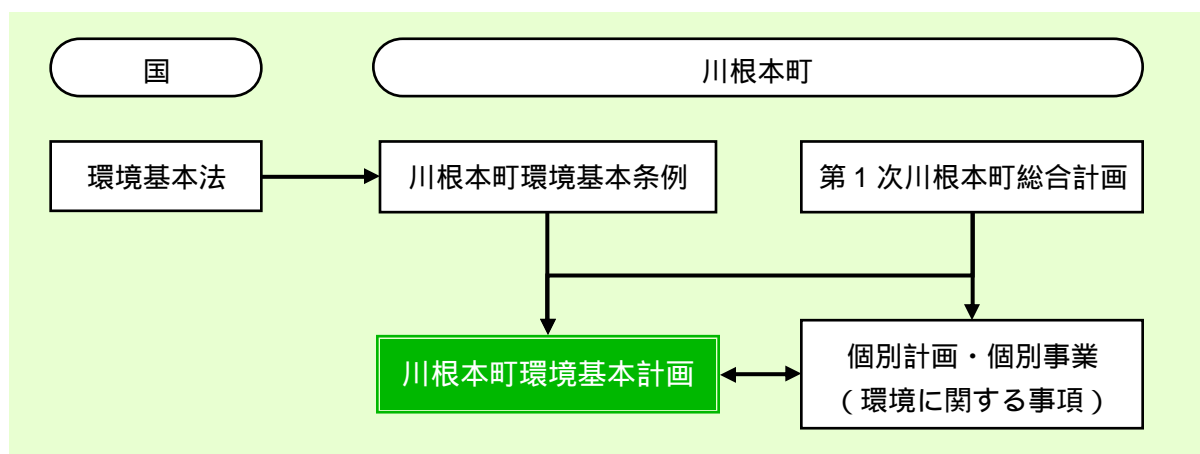 国
川根本町
環境基本法
川根本町環境基本条例
第1次川根本町総合計画
川根本町環境基本計画
個別計画・個別事業
(環境に関する事項)